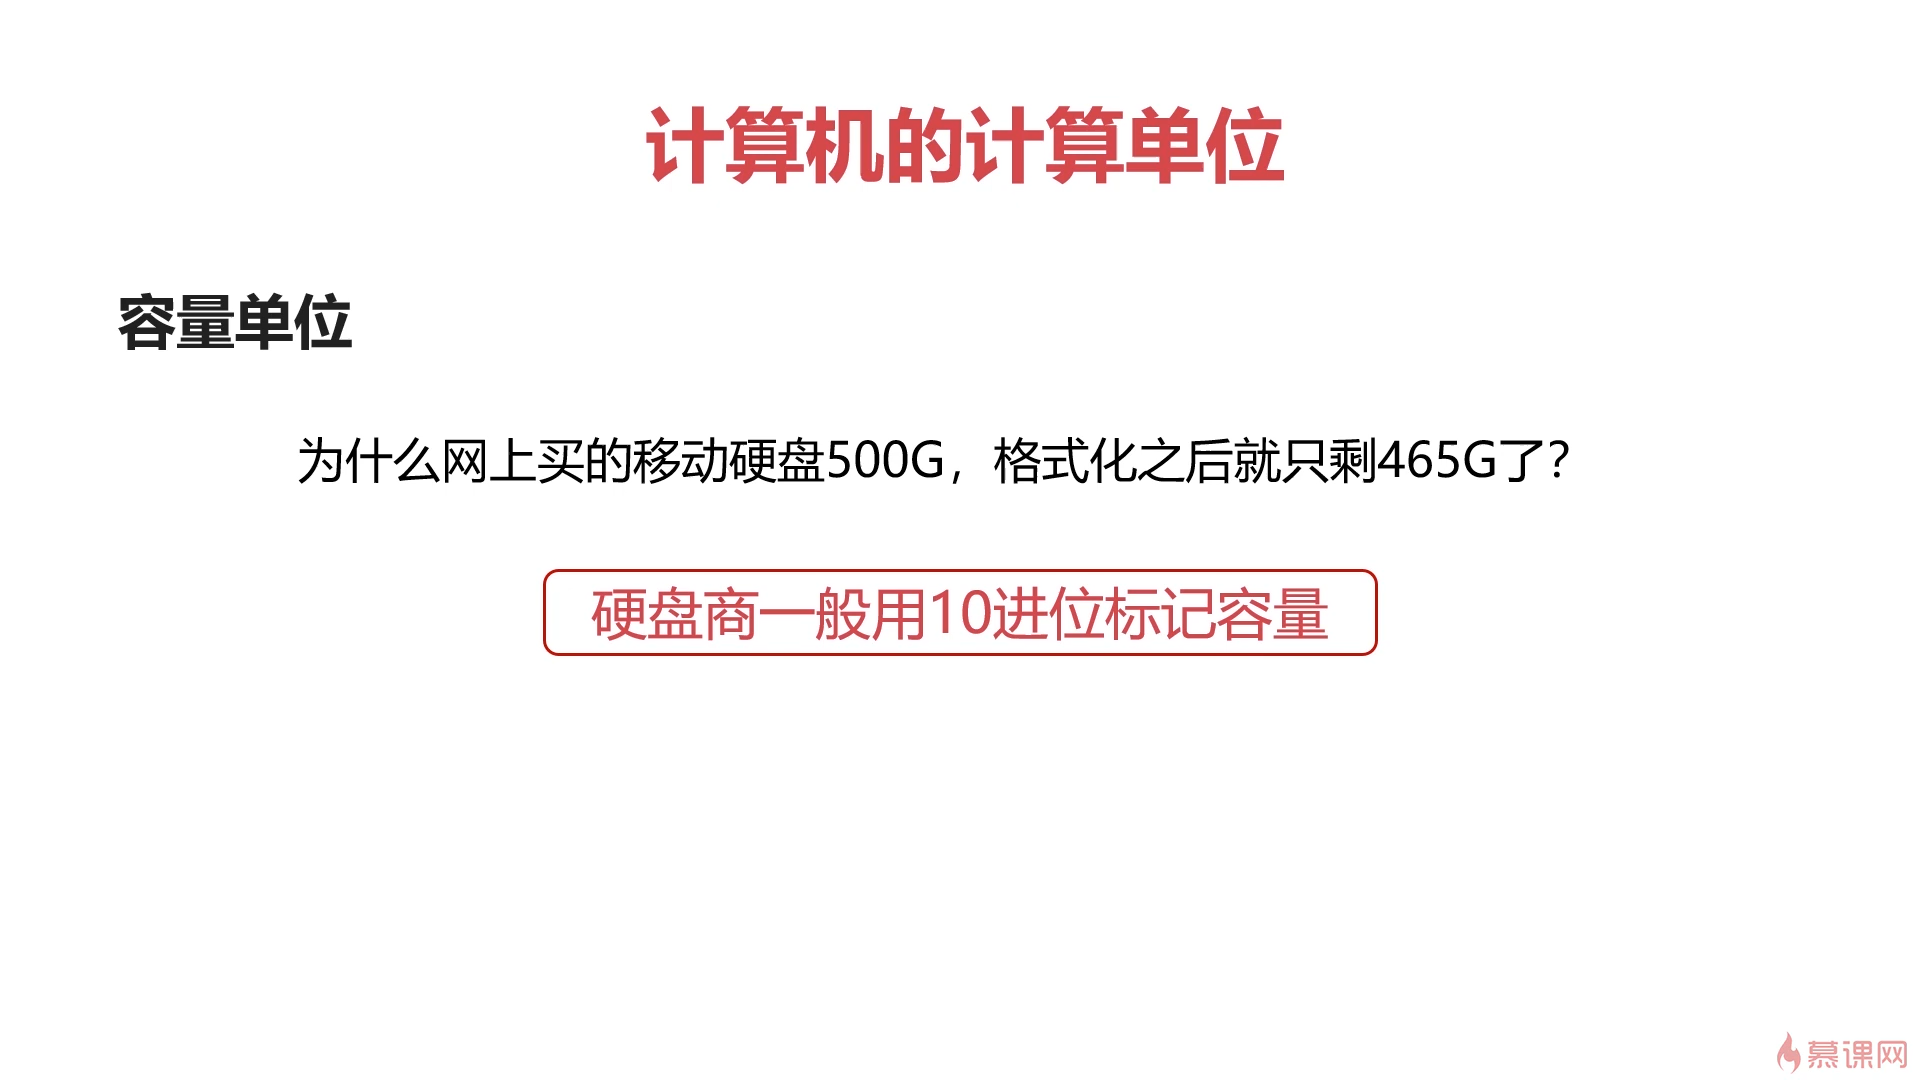 计算机的计算单位
容量单位
为什么网上买的移动硬盘500G，格式化之后就只剩465G了？
硬盘商一般用10进位标记容量
慕课网